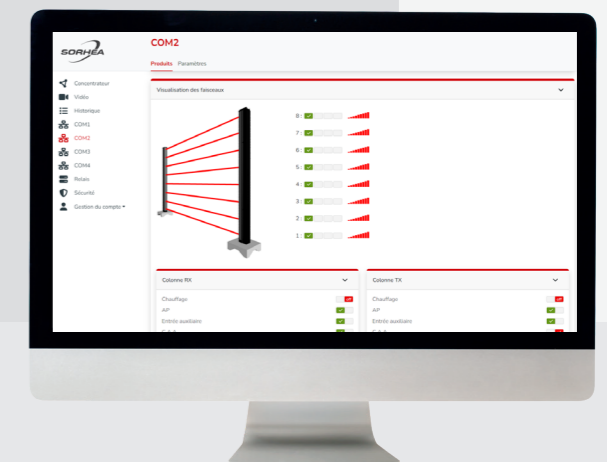 SORHEA
COM2
Produits Paramètres
Concentrateur
Vidéo
Historique
COM1
COM2
COM3
COM4
Relais
Sécurité
Gestion du compte
Visualisation des faisceaux
8 :
7 :
6 :
5 :
4 :
3 :
2 :
1 :
Colonne RX
Chauffage
AP
Entrée auxiliaire
Colonne TX
Chauffage
AP
Entrée auxiliaire